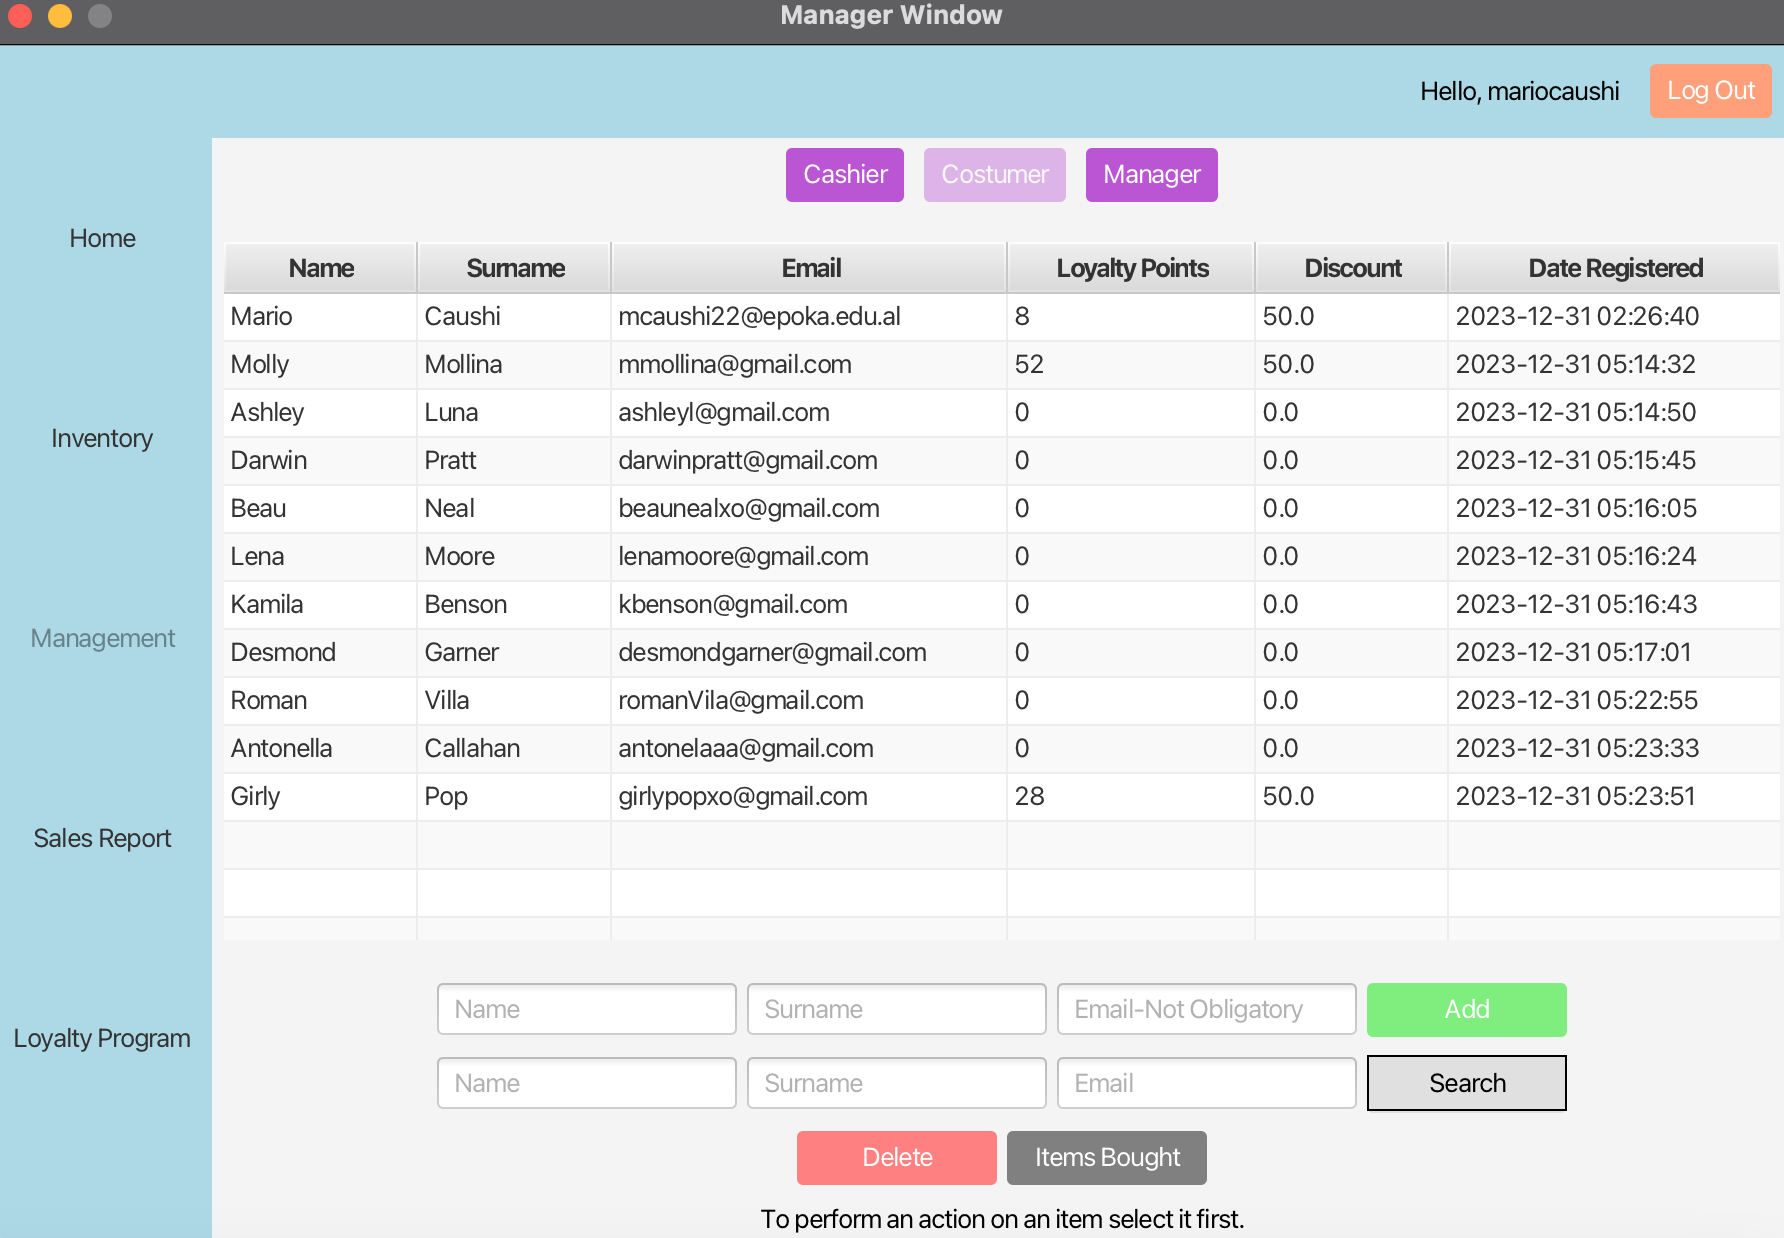 Manager Window
Hello, mariocaushi Log Out
Cashier Costumer Manager
Home
Inventory
Management
Sales Report
Loyalty Program
Name Surname Email Loyalty Points Discount Date Registered
Mario Caushi mcaushi22@epoka.edu.al 8 50.0 2023-12-31 02:26:40
Molly Mollina mmollina@gmail.com 52 50.0 2023-12-31 05:14:32
Ashley Luna ashleyl@gmail.com 0 0.0 2023-12-31 05:14:50
Darwin Pratt darwinpratt@gmail.com 0 0.0 2023-12-31 05:15:45
Beau Neal beaunealxo@gmail.com 0 0.0 2023-12-31 05:16:05
Lena Moore lenamoore@gmail.com 0 0.0 2023-12-31 05:16:24
Kamila Benson kbenson@gmail.com 0 0.0 2023-12-31 05:16:43
Desmond Garner desmondgarner@gmail.com 0 0.0 2023-12-31 05:17:01
Roman Villa romanVila@gmail.com 0 0.0 2023-12-31 05:22:55
Antonella Callahan antonelaaa@gmail.com 0 0.0 2023-12-31 05:23:33
Girly Pop girlypopxo@gmail.com 28 50.0 2023-12-31 05:23:51
Name Surname Email-Not Obligatory Add
Name Surname Email Search
Delete Items Bought
To perform an action on an item select it first.